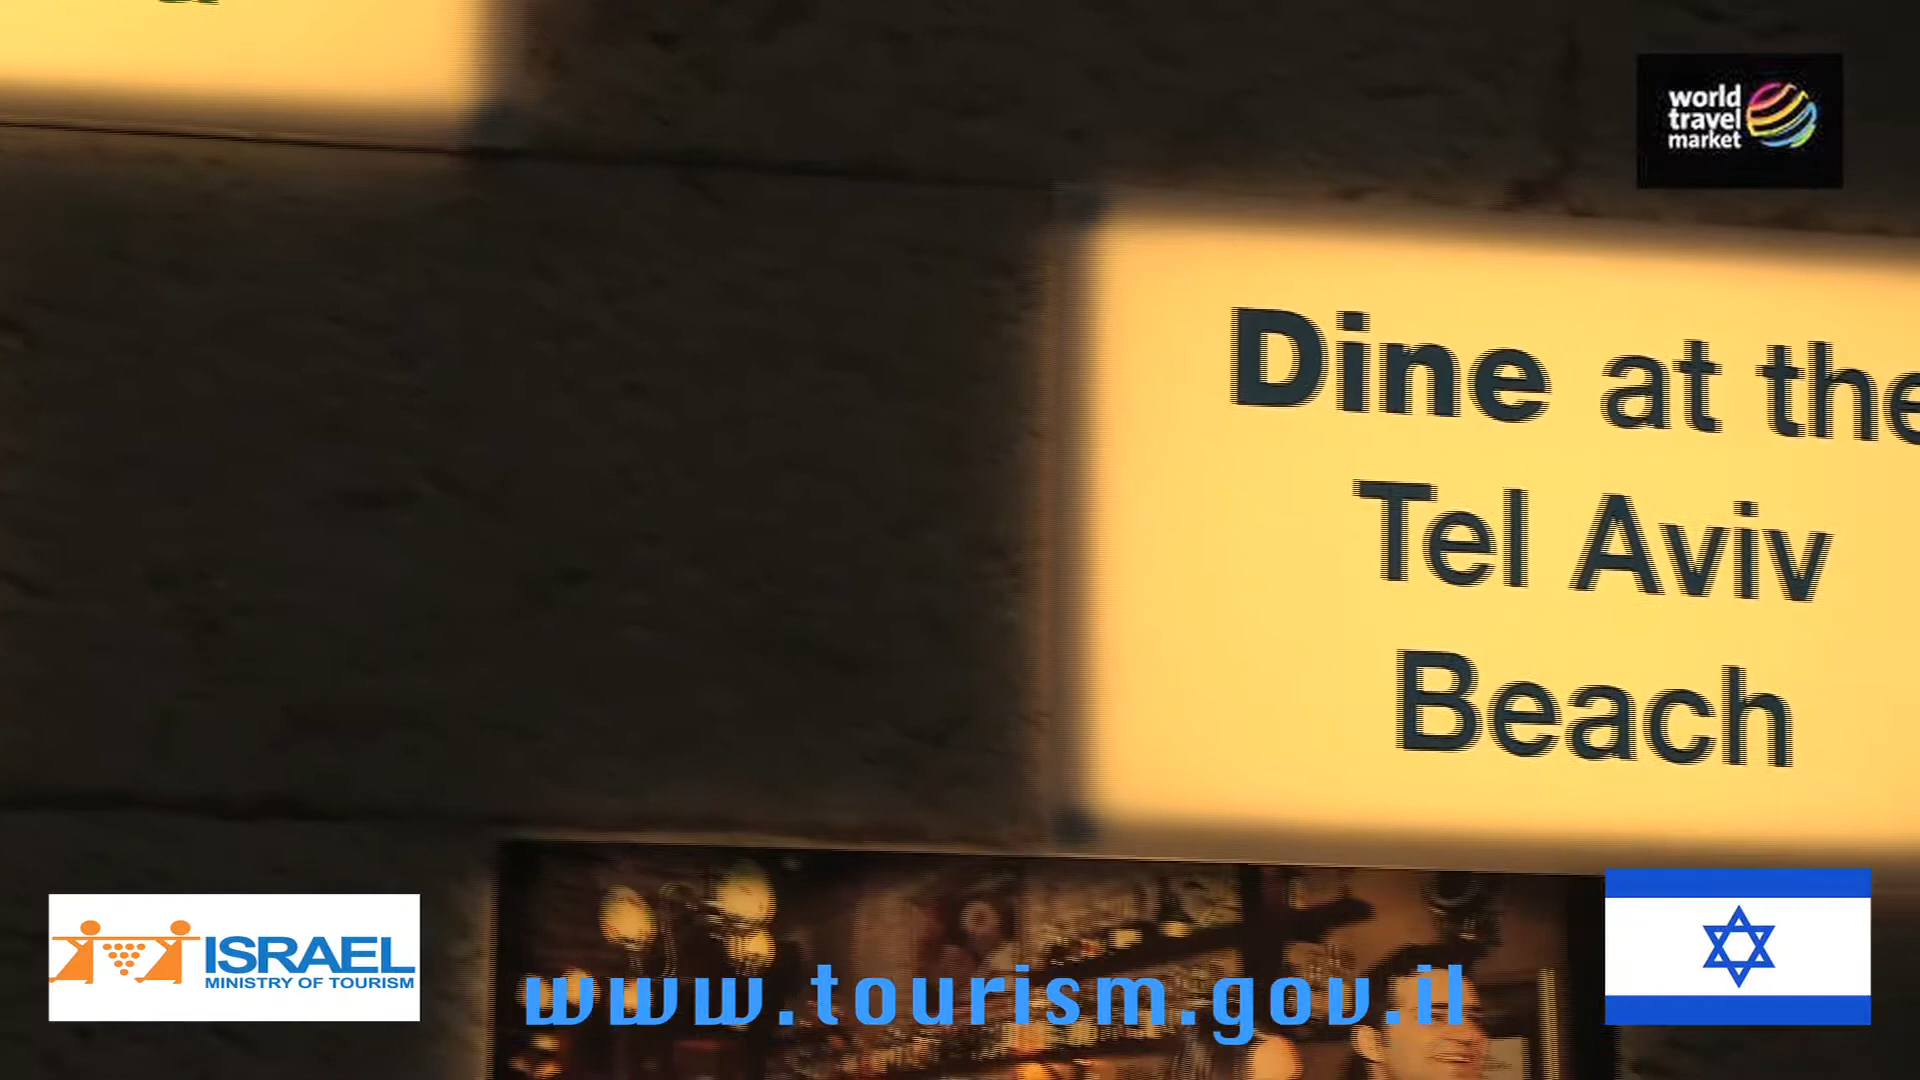 world
travel
market
Dine at the
Tel Aviv
Beach
ISRAEL
MINISTRY OF TOURISM
www.tourism.gov.il